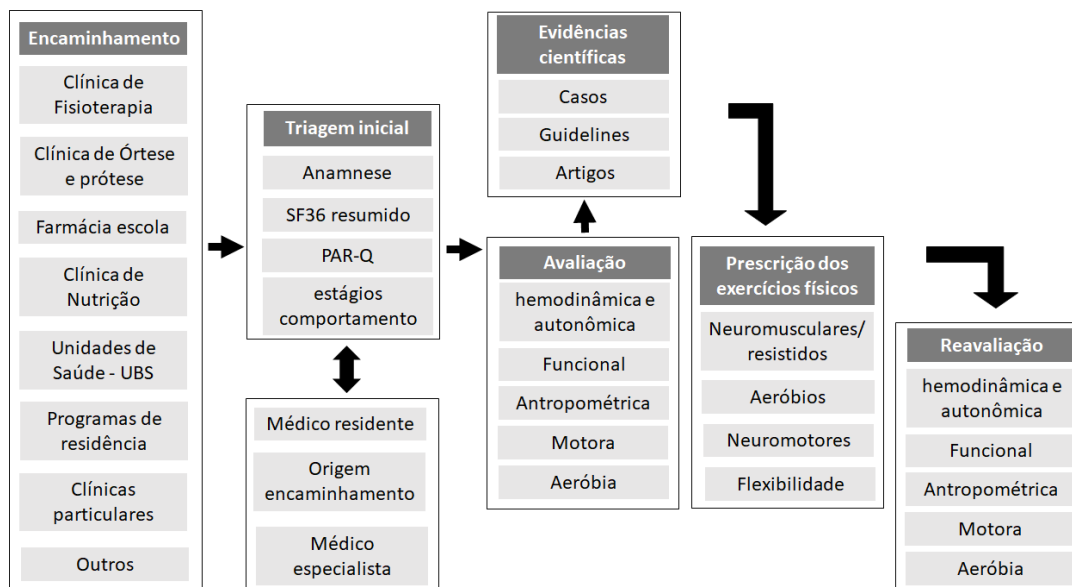 Encaminhamento
Clínica de
Fisioterapia
Clínica de Órtese
e prótese
Farmácia escola
Clínica de
Nutrição
Unidades de
Saúde - UBS
Programas de
residência
Clínicas
particulares
Outros
Triagem inicial
Anamnese
SF36 resumido
PAR-Q
estágios
comportamento
Médico residente
Origem
encaminhamento
Médico
especialista
Evidências
científicas
Casos
Guidelines
Artigos
Avaliação
hemodinâmica e
autonômica
Funcional
Antropométrica
Motora
Aeróbia
Prescrição dos
exercícios físicos
Neuromusculares/
resistidos
Aeróbios
Neuromotores
Flexibilidade
Reavaliação
hemodinâmica e
autonômica
Funcional
Antropométrica
Motora
Aeróbia